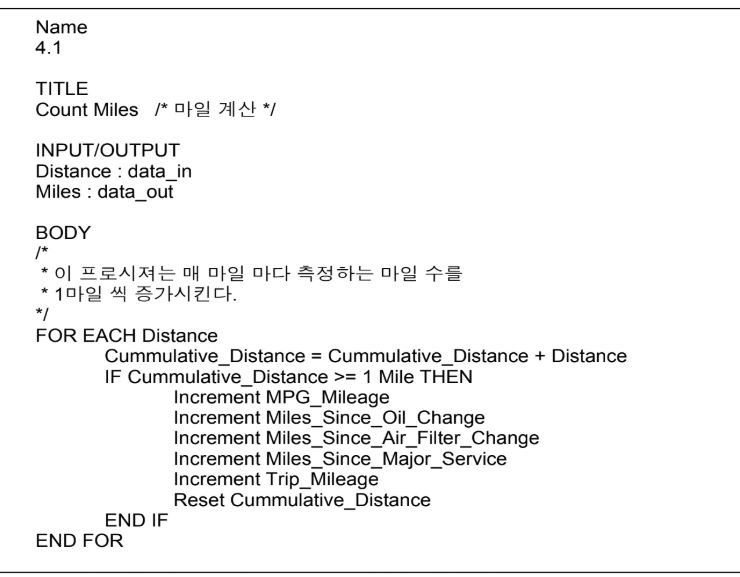 Name
4.1
TITLE
Count Miles /* 마일 계산 */
INPUT/OUTPUT
Distance : data_in
Miles : data_out
BODY
/*
* 이 프로시져는 매 마일 마다 측정하는 마일 수를
* 1마일 씩 증가시킨다.
*/
FOR EACH Distance
Cummulative_Distance = Cummulative_Distance + Distance
IF Cummulative_Distance >= 1 Mile THEN
Increment MPG_Mileage
Increment Miles_Since_Oil_Change
Increment Miles_Since_Air_Filter_Change
Increment Miles_Since_Major_Service
Increment Trip_Mileage
Reset Cummulative_Distance
END IF
END FOR